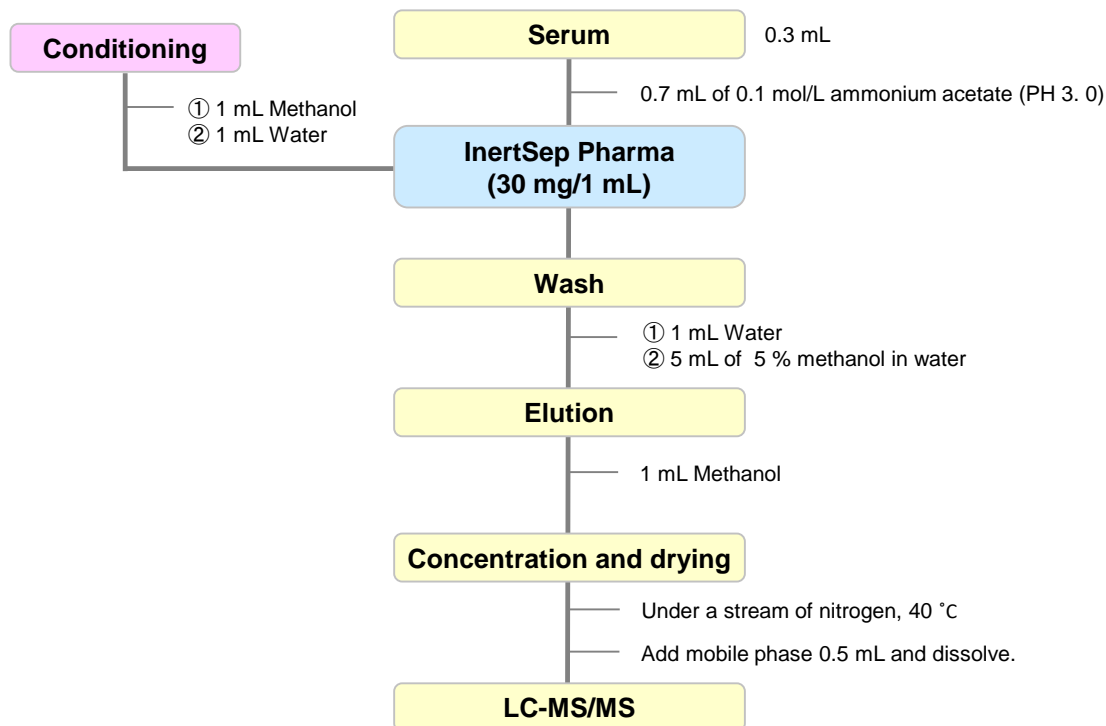 Conditioning
① 1 mL Methanol
② 1 mL Water
Serum
0.3 mL
0.7 mL of 0.1 mol/L ammonium acetate (PH 3. 0)
InertSep Pharma
(30 mg/1 mL)
Wash
① 1 mL Water
② 5 mL of  5 % methanol in water
Elution
1 mL Methanol
Concentration and drying
Under a stream of nitrogen, 40 ˚C
Add mobile phase 0.5 mL and dissolve.
LC-MS/MS